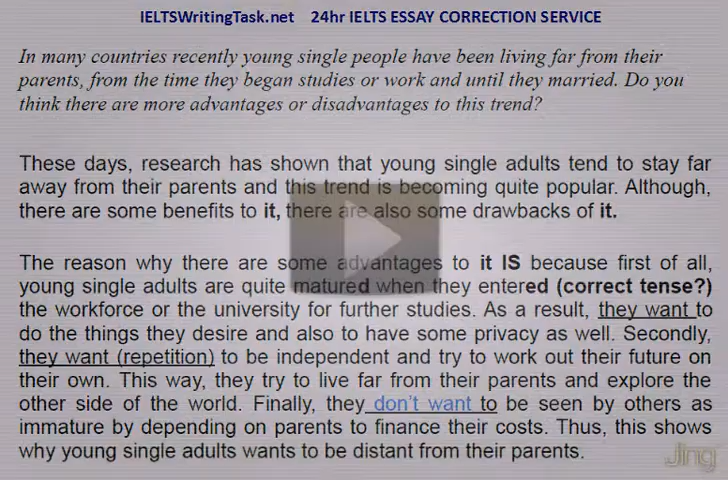 IELTSWritingTask.net    24hr IELTS ESSAY CORRECTION SERVICE
In many countries recently young single people have been living far from their
parents, from the time they began studies or work and until they married. Do you
think there are more advantages or disadvantages to this trend?
These days, research has shown that young single adults tend to stay far
away from their parents and this trend is becoming quite popular. Although,
there are some benefits to it, there are also some drawbacks of it.
The reason why there are some advantages to it IS because first of all,
young single adults are quite matured when they entered (correct tense?)
the workforce or the university for further studies. As a result, they want to
do the things they desire and also to have some privacy as well. Secondly,
they want (repetition) to be independent and try to work out their future on
their own. This way, they try to live far from their parents and explore the
other side of the world. Finally, they don't want to be seen by others as
immature by depending on parents to finance their costs. Thus, this shows
why young single adults wants to be distant from their parents.
Jing